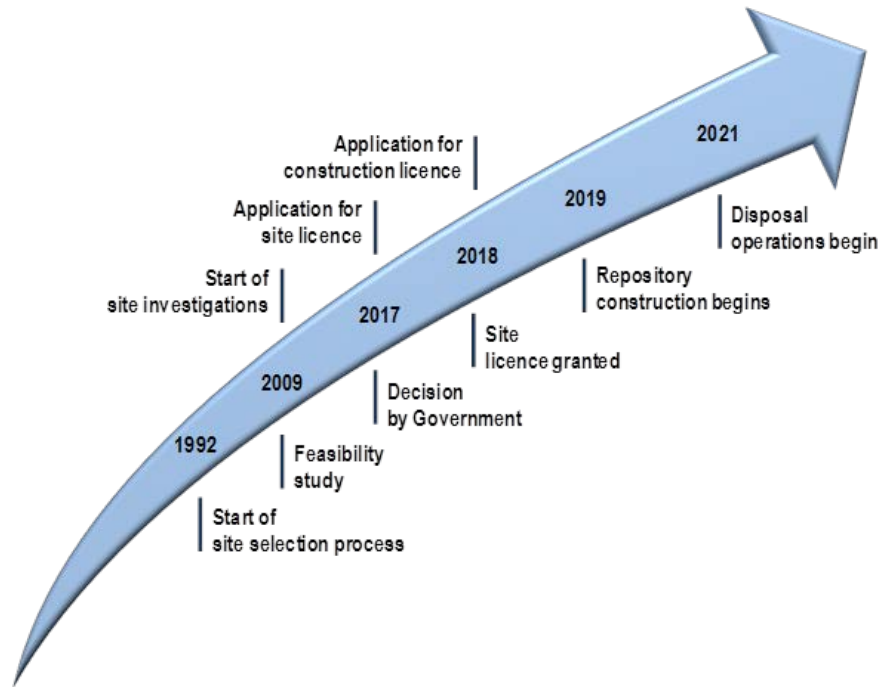 2021
Application for
construction licence
2019
Disposal
operations begin
Application for
site licence
2018
Repository
construction begins
Start of
site investigations
2017
Site
licence granted
2009
Decision
by Government
1992
Feasibility
study
Start of
site selection process